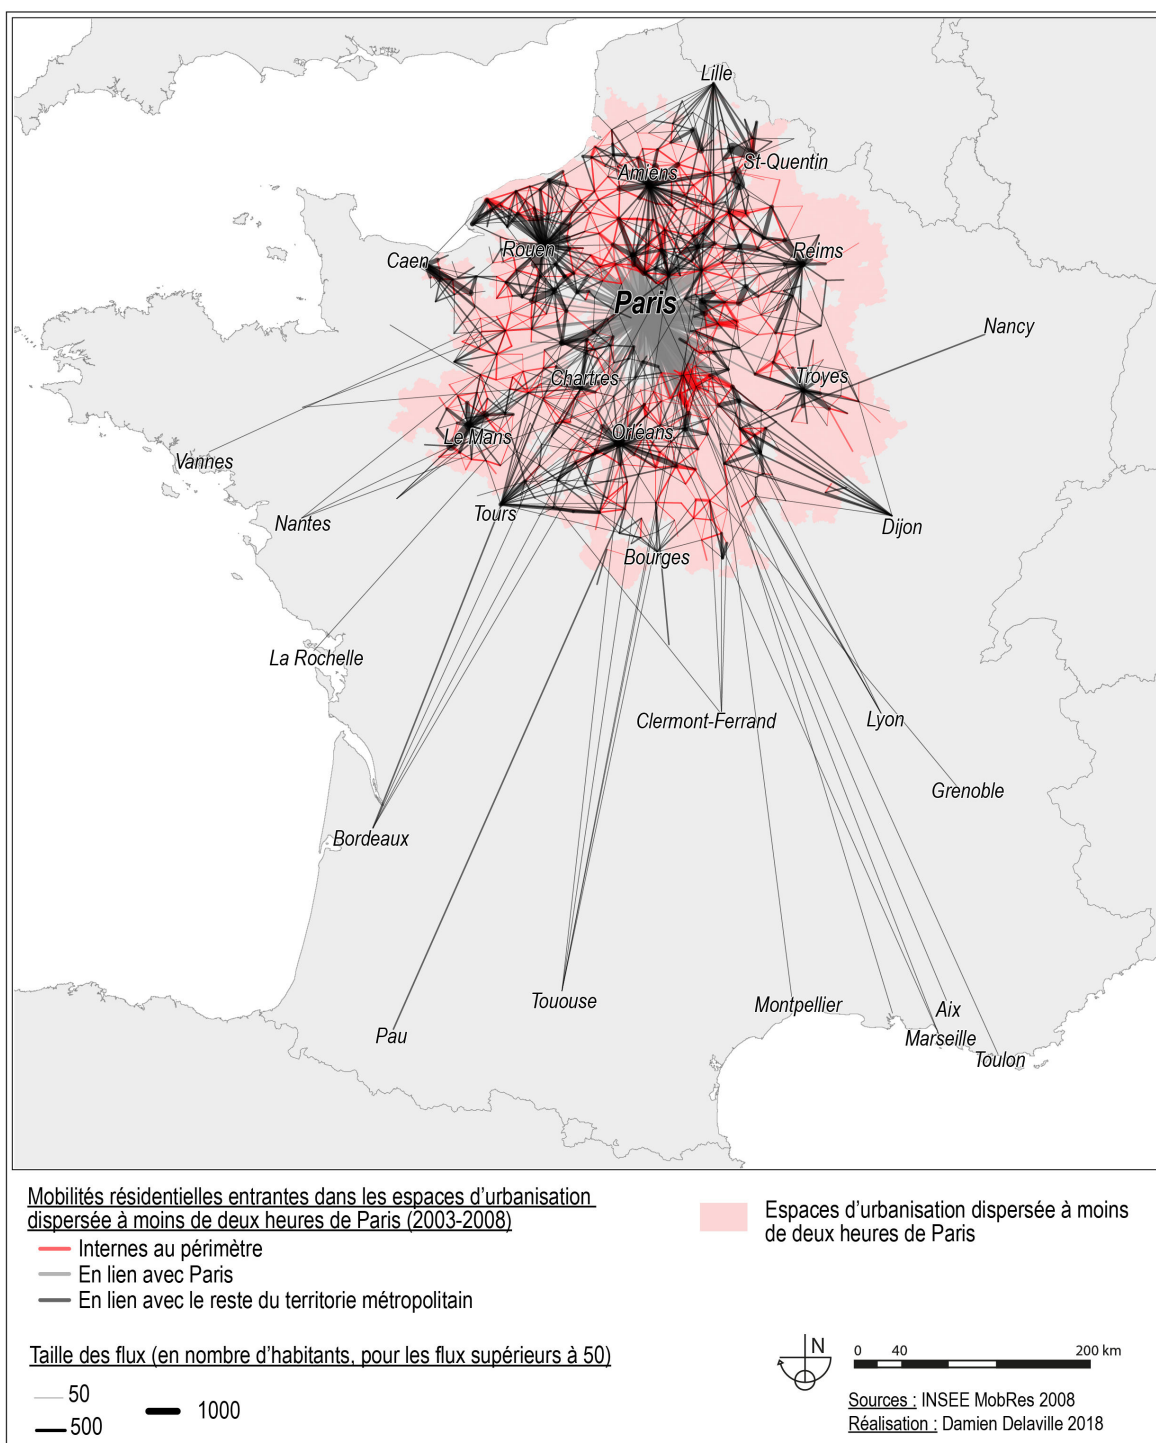 Lille
St-Quentin
Amiens
Rouen
Caen
Reims
Paris
Nancy
Chartres
Troyes
Le Mans
Orléans
Vannes
Nantes
Tours
Dijon
Bourges
La Rochelle
Clermont-Ferrand
Lyon
Grenoble
Bordeaux
Tououse
Montpellier
Aix
Pau
Marseille
Toulon
Mobilités résidentielles entrantes dans les espaces d’urbanisation
dispersée à moins de deux heures de Paris (2003-2008)
Internes au périmètre
En lien avec Paris
En lien avec le reste du territorie métropolitain
Espaces d’urbanisation dispersée à moins
de deux heures de Paris
Taille des flux (en nombre d’habitants, pour les flux supérieurs à 50)
50
500
1000
N
0 40 200 km
Sources : INSEE MobRes 2008
Réalisation : Damien Delaville 2018